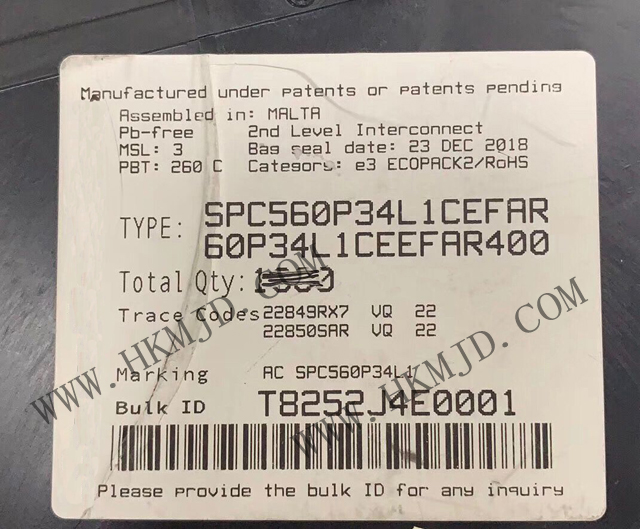 Manufactured under patents or patents pending
Assembled in: MALTA
Pb-free 2nd Level Interconnect
MSL: 3 Bag seal date: 23 DEC 2018
PBT: 260 C Category: e3 ECOPACK2/RoHS
TYPE: SPC560P34L1CEFAR
60P34L1CEEFAR400
Total Qty:
Trace Codes 22849RX7 VQ 22
22850SAR VQ 22
Marking AC SPC560P34L1
Bulk ID T8252J4E0001
Please provide the bulk ID for any inquiry
WWW.HKMJD.COM
WWW.HKMJD.COM